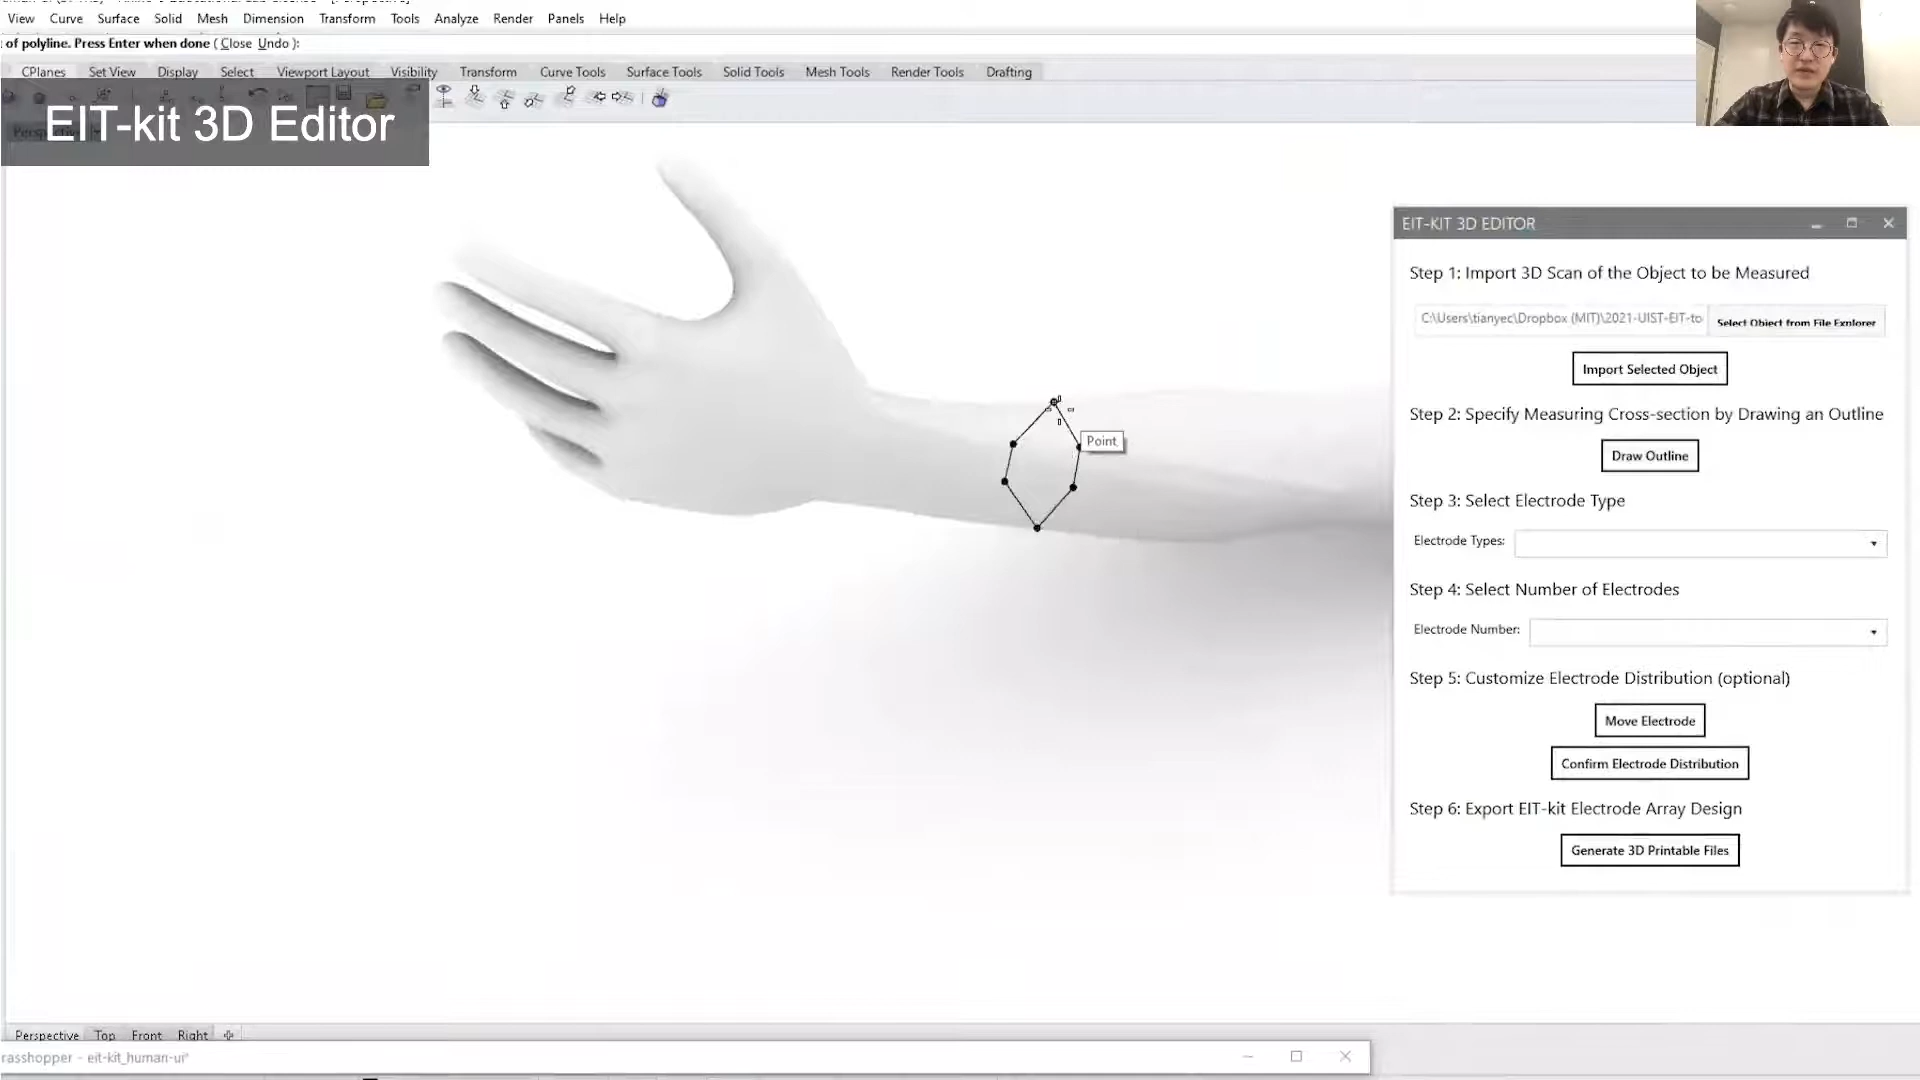 View Curve Surface Solid Mesh Dimension Transform Tools Analyze Render Panels Help
of polyline. Press Enter when done ( Close Undo ):
CPlanes Set View Display Select Viewport Layout Visibility Transform Curve Tools Surface Tools Solid Tools Mesh Tools Render Tools Drafting
EIT-kit 3D Editor
EIT-KIT 3D EDITOR
Step 1: Import 3D Scan of the Object to be Measured
C:\Users\tianyec\Dropbox (MIT)\2021-UIST-EIT-to
Select Object from File Explorer
Import Selected Object
Step 2: Specify Measuring Cross-section by Drawing an Outline
Point
Draw Outline
Step 3: Select Electrode Type
Electrode Types:
Step 4: Select Number of Electrodes
Electrode Number:
Step 5: Customize Electrode Distribution (optional)
Move Electrode
Confirm Electrode Distribution
Step 6: Export EIT-kit Electrode Array Design
Generate 3D Printable Files
Perspective Top Front Right
rasshopper - eit-kit_human-ui*